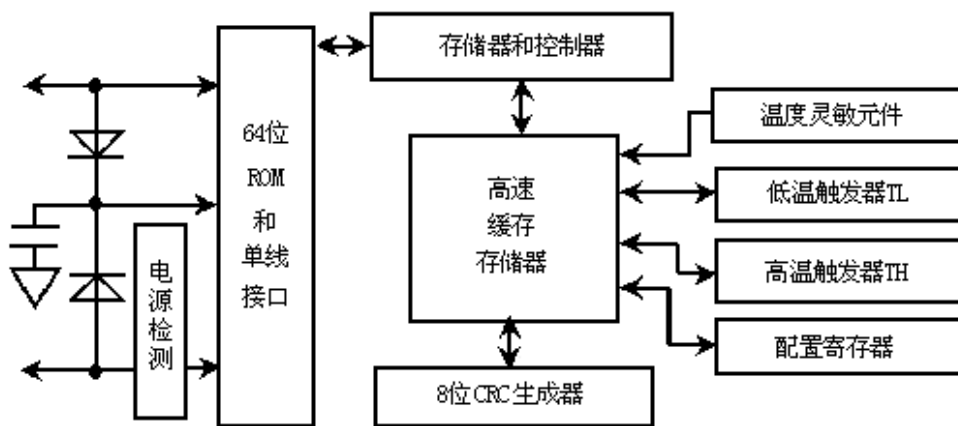 存储器和控制器
64位
ROM
和
单线
接口
电
源
检
测
高速
缓存
存储器
温度灵敏元件
低温触发器TL
高温触发器TH
配置寄存器
8位CRC生成器